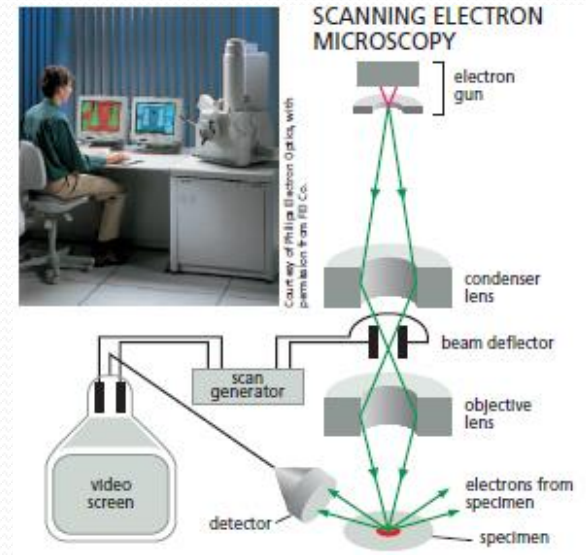 SCANNING ELECTRON
MICROSCOPY
electron
gun
Courtesy of Philips Electron Optics, with
permission from FEI Co.
condenser
lens
beam deflector
scan
generator
objective
lens
video
screen
electrons from
specimen
detector
specimen